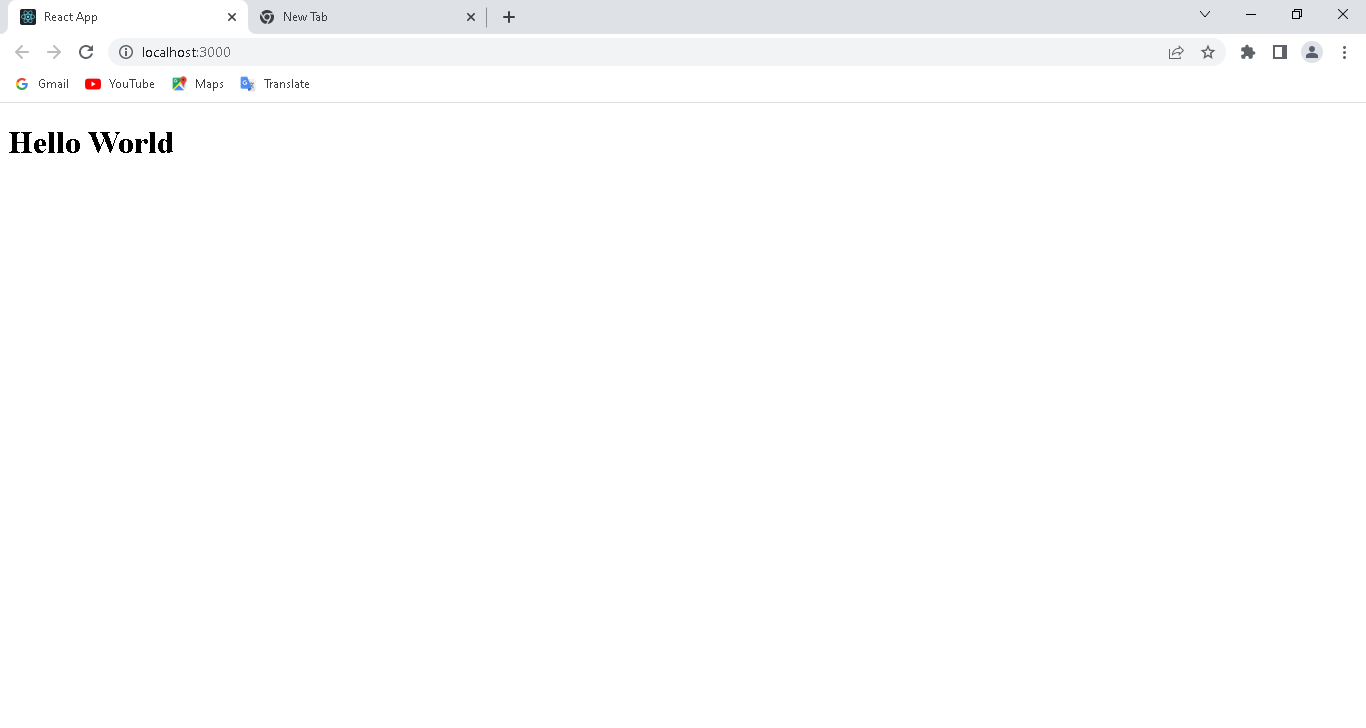 React App
New Tab
localhost:3000
Gmail
YouTube
Maps
Translate
Hello World